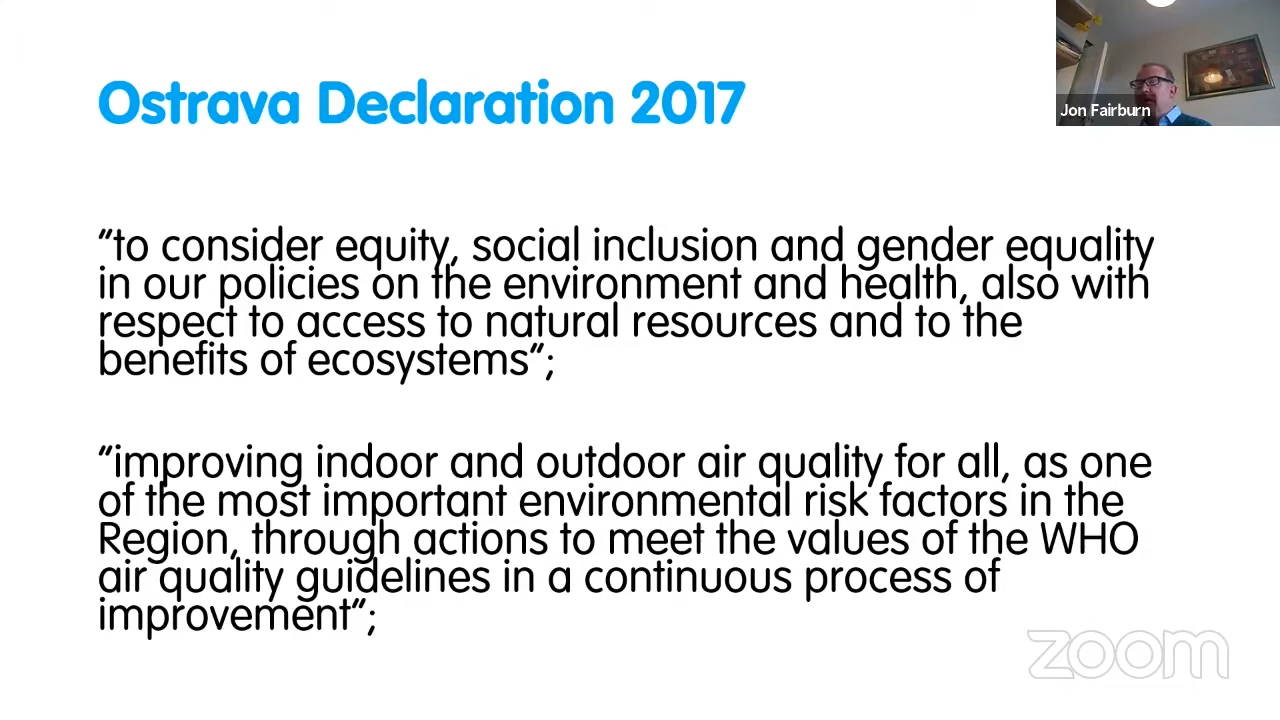 Ostrava Declaration 2017
Jon Fairburn
“to consider equity, social inclusion and gender equality
in our policies on the environment and health, also with
respect to access to natural resources and to the
benefits of ecosystems”;
“improving indoor and outdoor air quality for all, as one
of the most important environmental risk factors in the
Region, through actions to meet the values of the WHO
air quality guidelines in a continuous process of
improvement”;
zoom